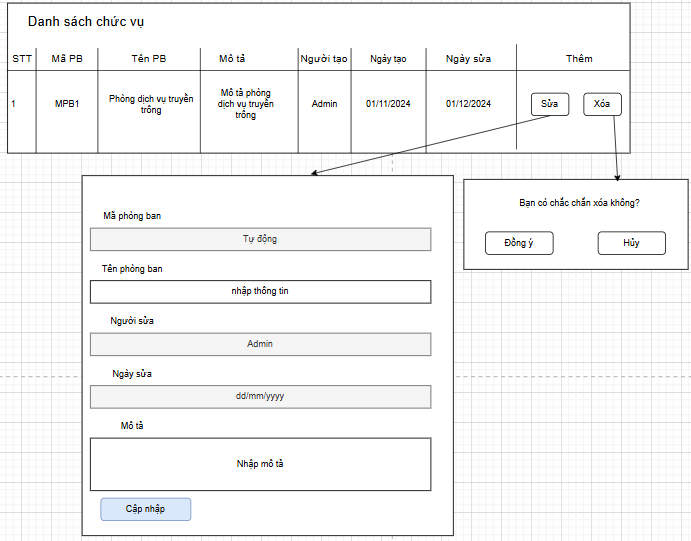 Danh sách chức vụ
STT Mã PB Tên PB Mô tả Người tạo Ngày tạo Ngày sửa Thêm
1 MPB1 Phòng dịch vụ truyền Mô tả phòng Admin 01/11/2024 01/12/2024 Sửa Xóa
trông dịch vụ truyền
trông
Bạn có chắc chắn xóa không?
Đồng ý Hủy
Mã phòng ban
Tự động
Tên phòng ban
nhập thông tin
Người sửa
Admin
Ngày sửa
dd/mm/yyyy
Mô tả
Nhập mô tả
Cập nhập